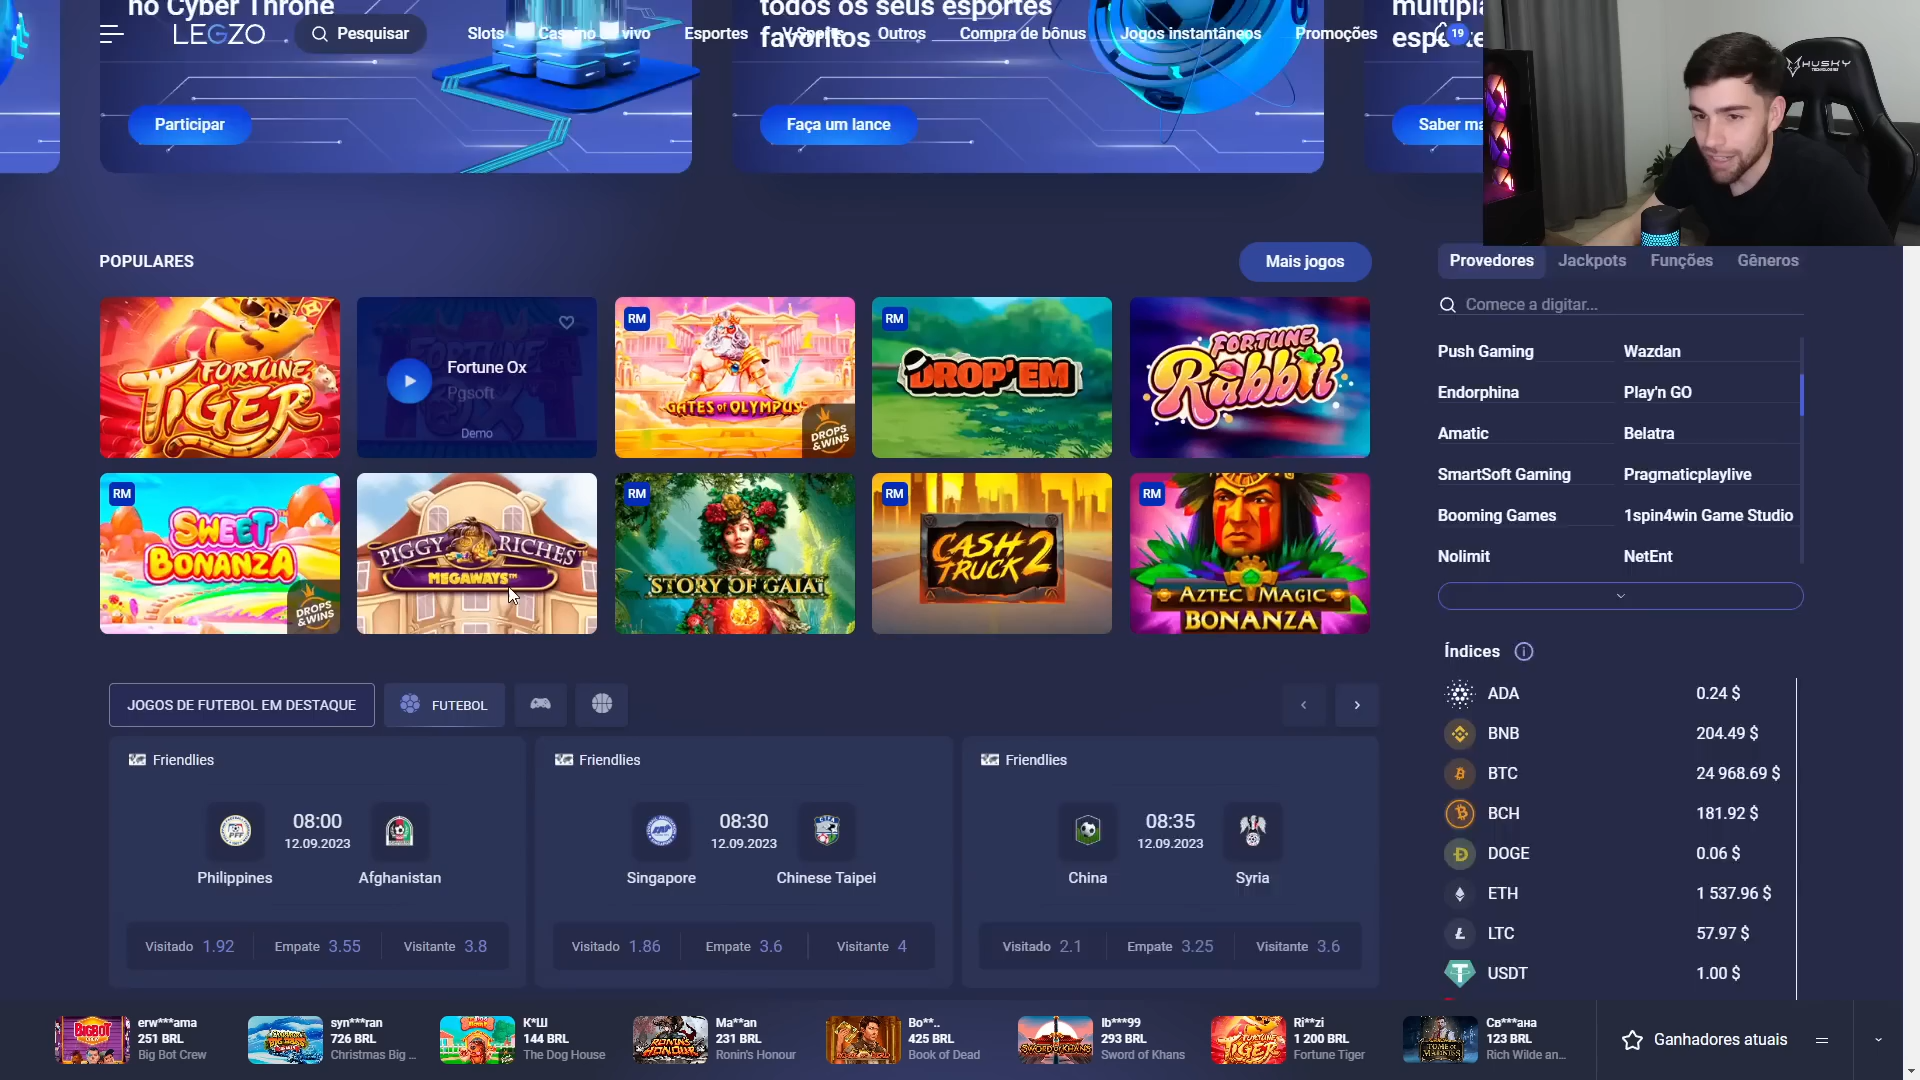 no Cyber Throne
todos os seus esportes
favoritos
LEGZO
Pesquisar
Slots
Cassino
vivo
Esportes
Outros
Compra de bônus
Jogos instantâneos
Promoções
19
HUSKY
TECHNOLOGIES
Participar
Faça um lance
Saber
POPULARES
Mais jogos
Provedores
Jackpots
Funções
Gêneros
Comece a digitar...
FORTUNE
TIGER
Fortune Ox
Pgsoft
Demo
RM
GATES of OLYMPUS
DROPS
&WINS
RM
DROP'EM
FORTUNE
Rabbit
Push Gaming
Wazdan
Endorphina
Play'n GO
Amatic
Belatra
SmartSoft Gaming
Pragmaticplaylive
Booming Games
1spin4win Game Studio
Nolimit
NetEnt
RM
SWEET
BONANZA
DROPS
&WINS
PIGGY RICHES
MEGAWAYS™
RM
STORY OF GAIA
RM
CASH
TRUCK 2
RM
AZTEC MAGIC
BONANZA
Índices
ADA
0.24 $
BNB
204.49 $
BTC
24 968.69 $
BCH
181.92 $
DOGE
0.06 $
ETH
1 537.96 $
LTC
57.97 $
USDT
1.00 $
JOGOS DE FUTEBOL EM DESTAQUE
FUTEBOL
Friendlies
08:00
12.09.2023
Philippines
Afghanistan
Visitado 1.92
Empate 3.55
Visitante 3.8
Friendlies
08:30
12.09.2023
Singapore
Chinese Taipei
Visitado 1.86
Empate 3.6
Visitante 4
Friendlies
08:35
12.09.2023
China
Syria
Visitado 2.1
Empate 3.25
Visitante 3.6
erw***ama
251 BRL
Big Bot Crew
syn***ran
726 BRL
Christmas Big ...
К*Ш
144 BRL
The Dog House
Ma**an
231 BRL
Ronin's Honour
Bo**..
425 BRL
Book of Dead
lb***99
293 BRL
Sword of Khans
Ri**zi
1 200 BRL
Fortune Tiger
Св***ана
123 BRL
Rich Wilde an...
Ganhadores atuais